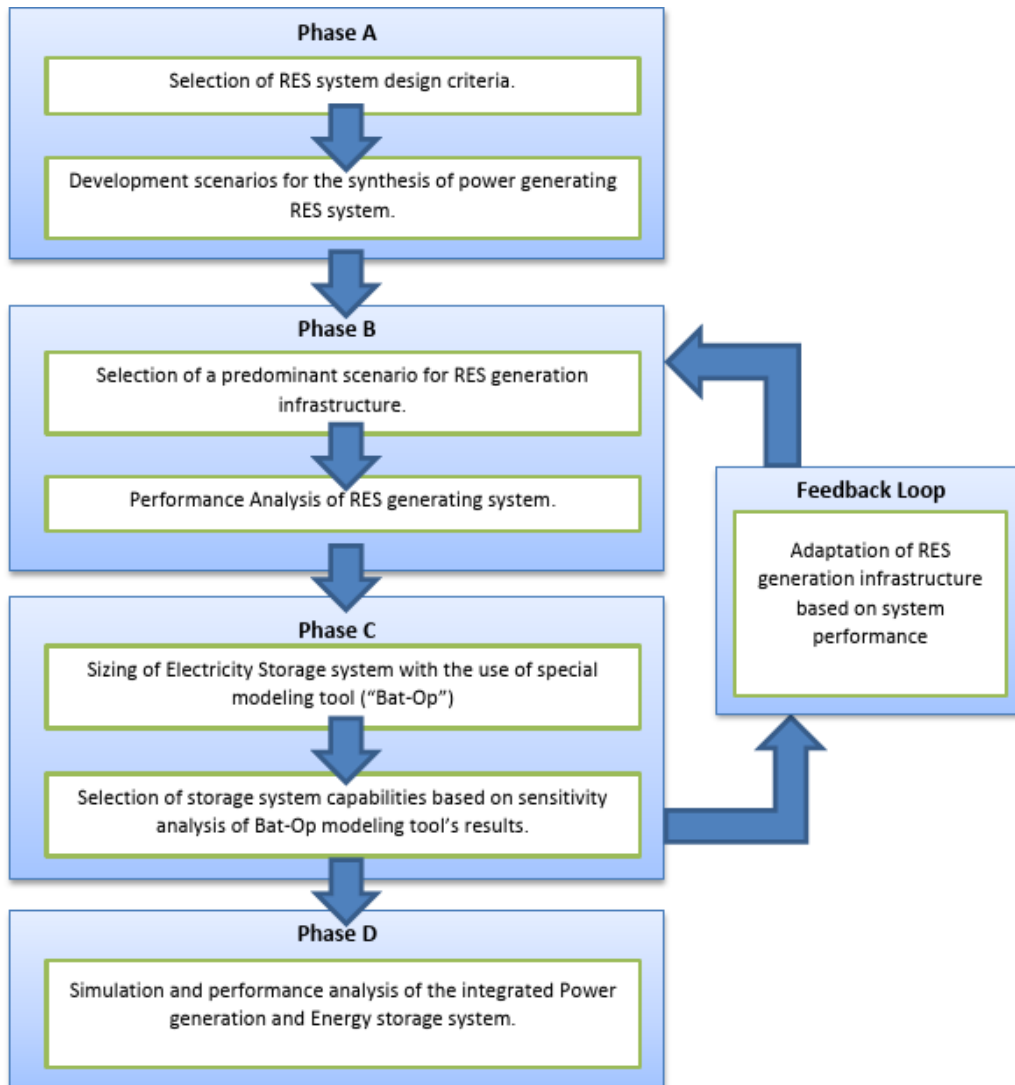 Phase A
Selection of RES system design criteria.
Development scenarios for the synthesis of power generating
RES system.
Phase B
Selection of a predominant scenario for RES generation
infrastructure.
Performance Analysis of RES generating system.
Feedback Loop
Adaptation of RES
generation infrastructure
based on system
performance
Phase C
Sizing of Electricity Storage system with the use of special
modeling tool (“Bat-Op”)
Selection of storage system capabilities based on sensitivity
analysis of Bat-Op modeling tool’s results.
Phase D
Simulation and performance analysis of the integrated Power
generation and Energy storage system.